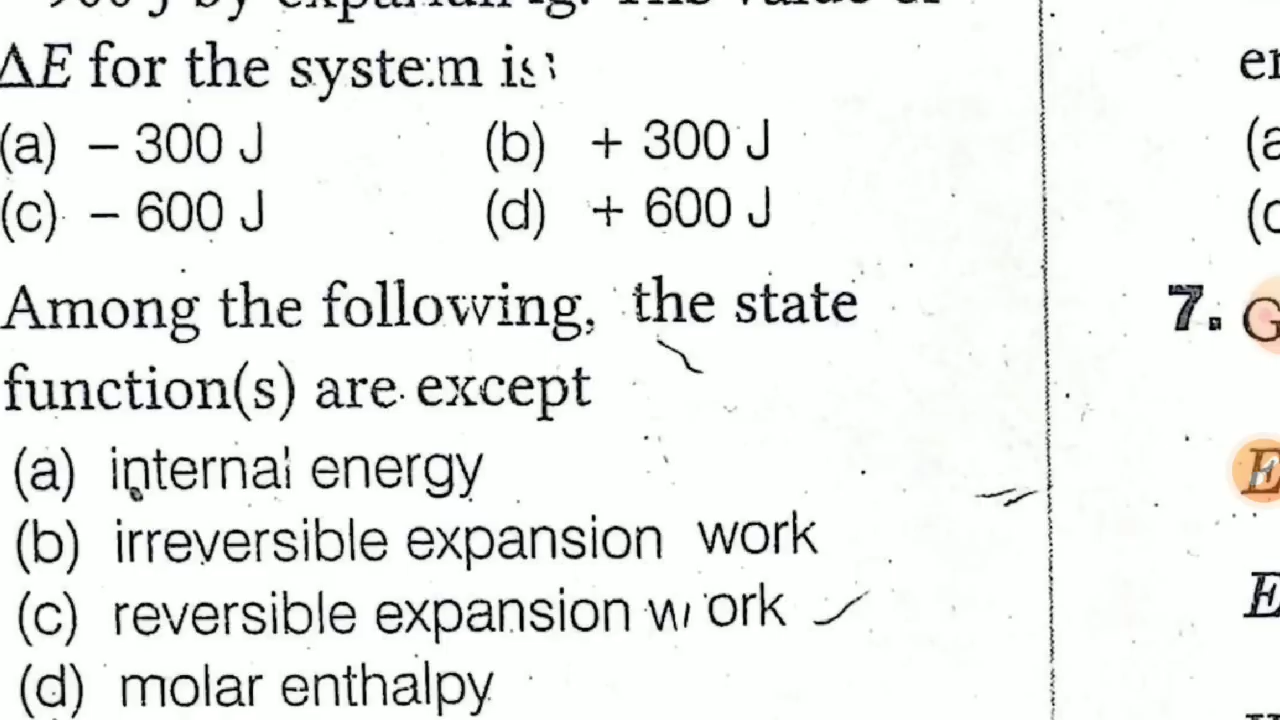 ΔE for the system is
(a) – 300 J (b) + 300 J
(c) – 600 J (d) + 600 J
Among the following, the state
function(s) are except
(a) internal energy
(b) irreversible expansion work
(c) reversible expansion work
(d) molar enthalpy
7.